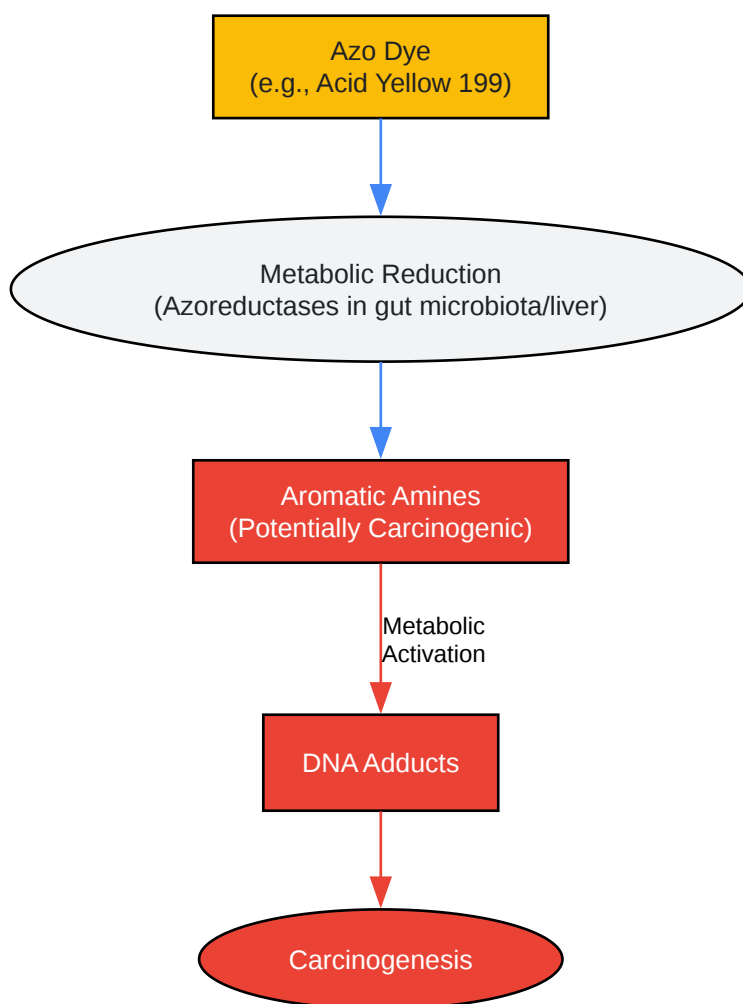 Azo Dye
(e.g., Acid Yellow 199)
Metabolic Reduction
(Azoreductases in gut microbiota/liver)
Aromatic Amines
(Potentially Carcinogenic)
Metabolic
Activation
DNA Adducts
Carcinogenesis